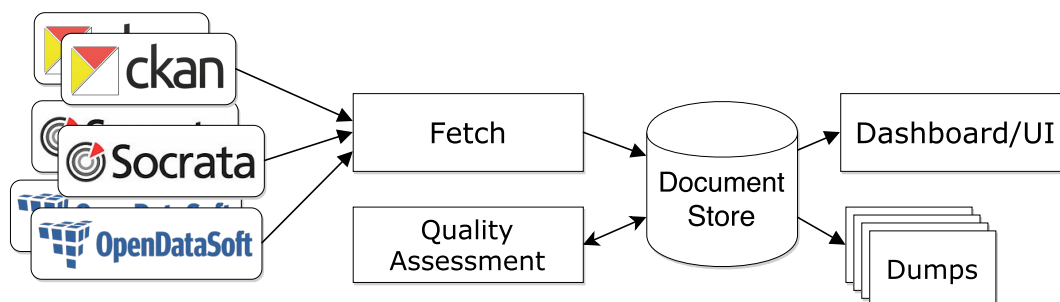 ckan
Socrata
OpenDataSoft
Fetch
Quality
Assessment
Document
Store
Dashboard/UI
Dumps